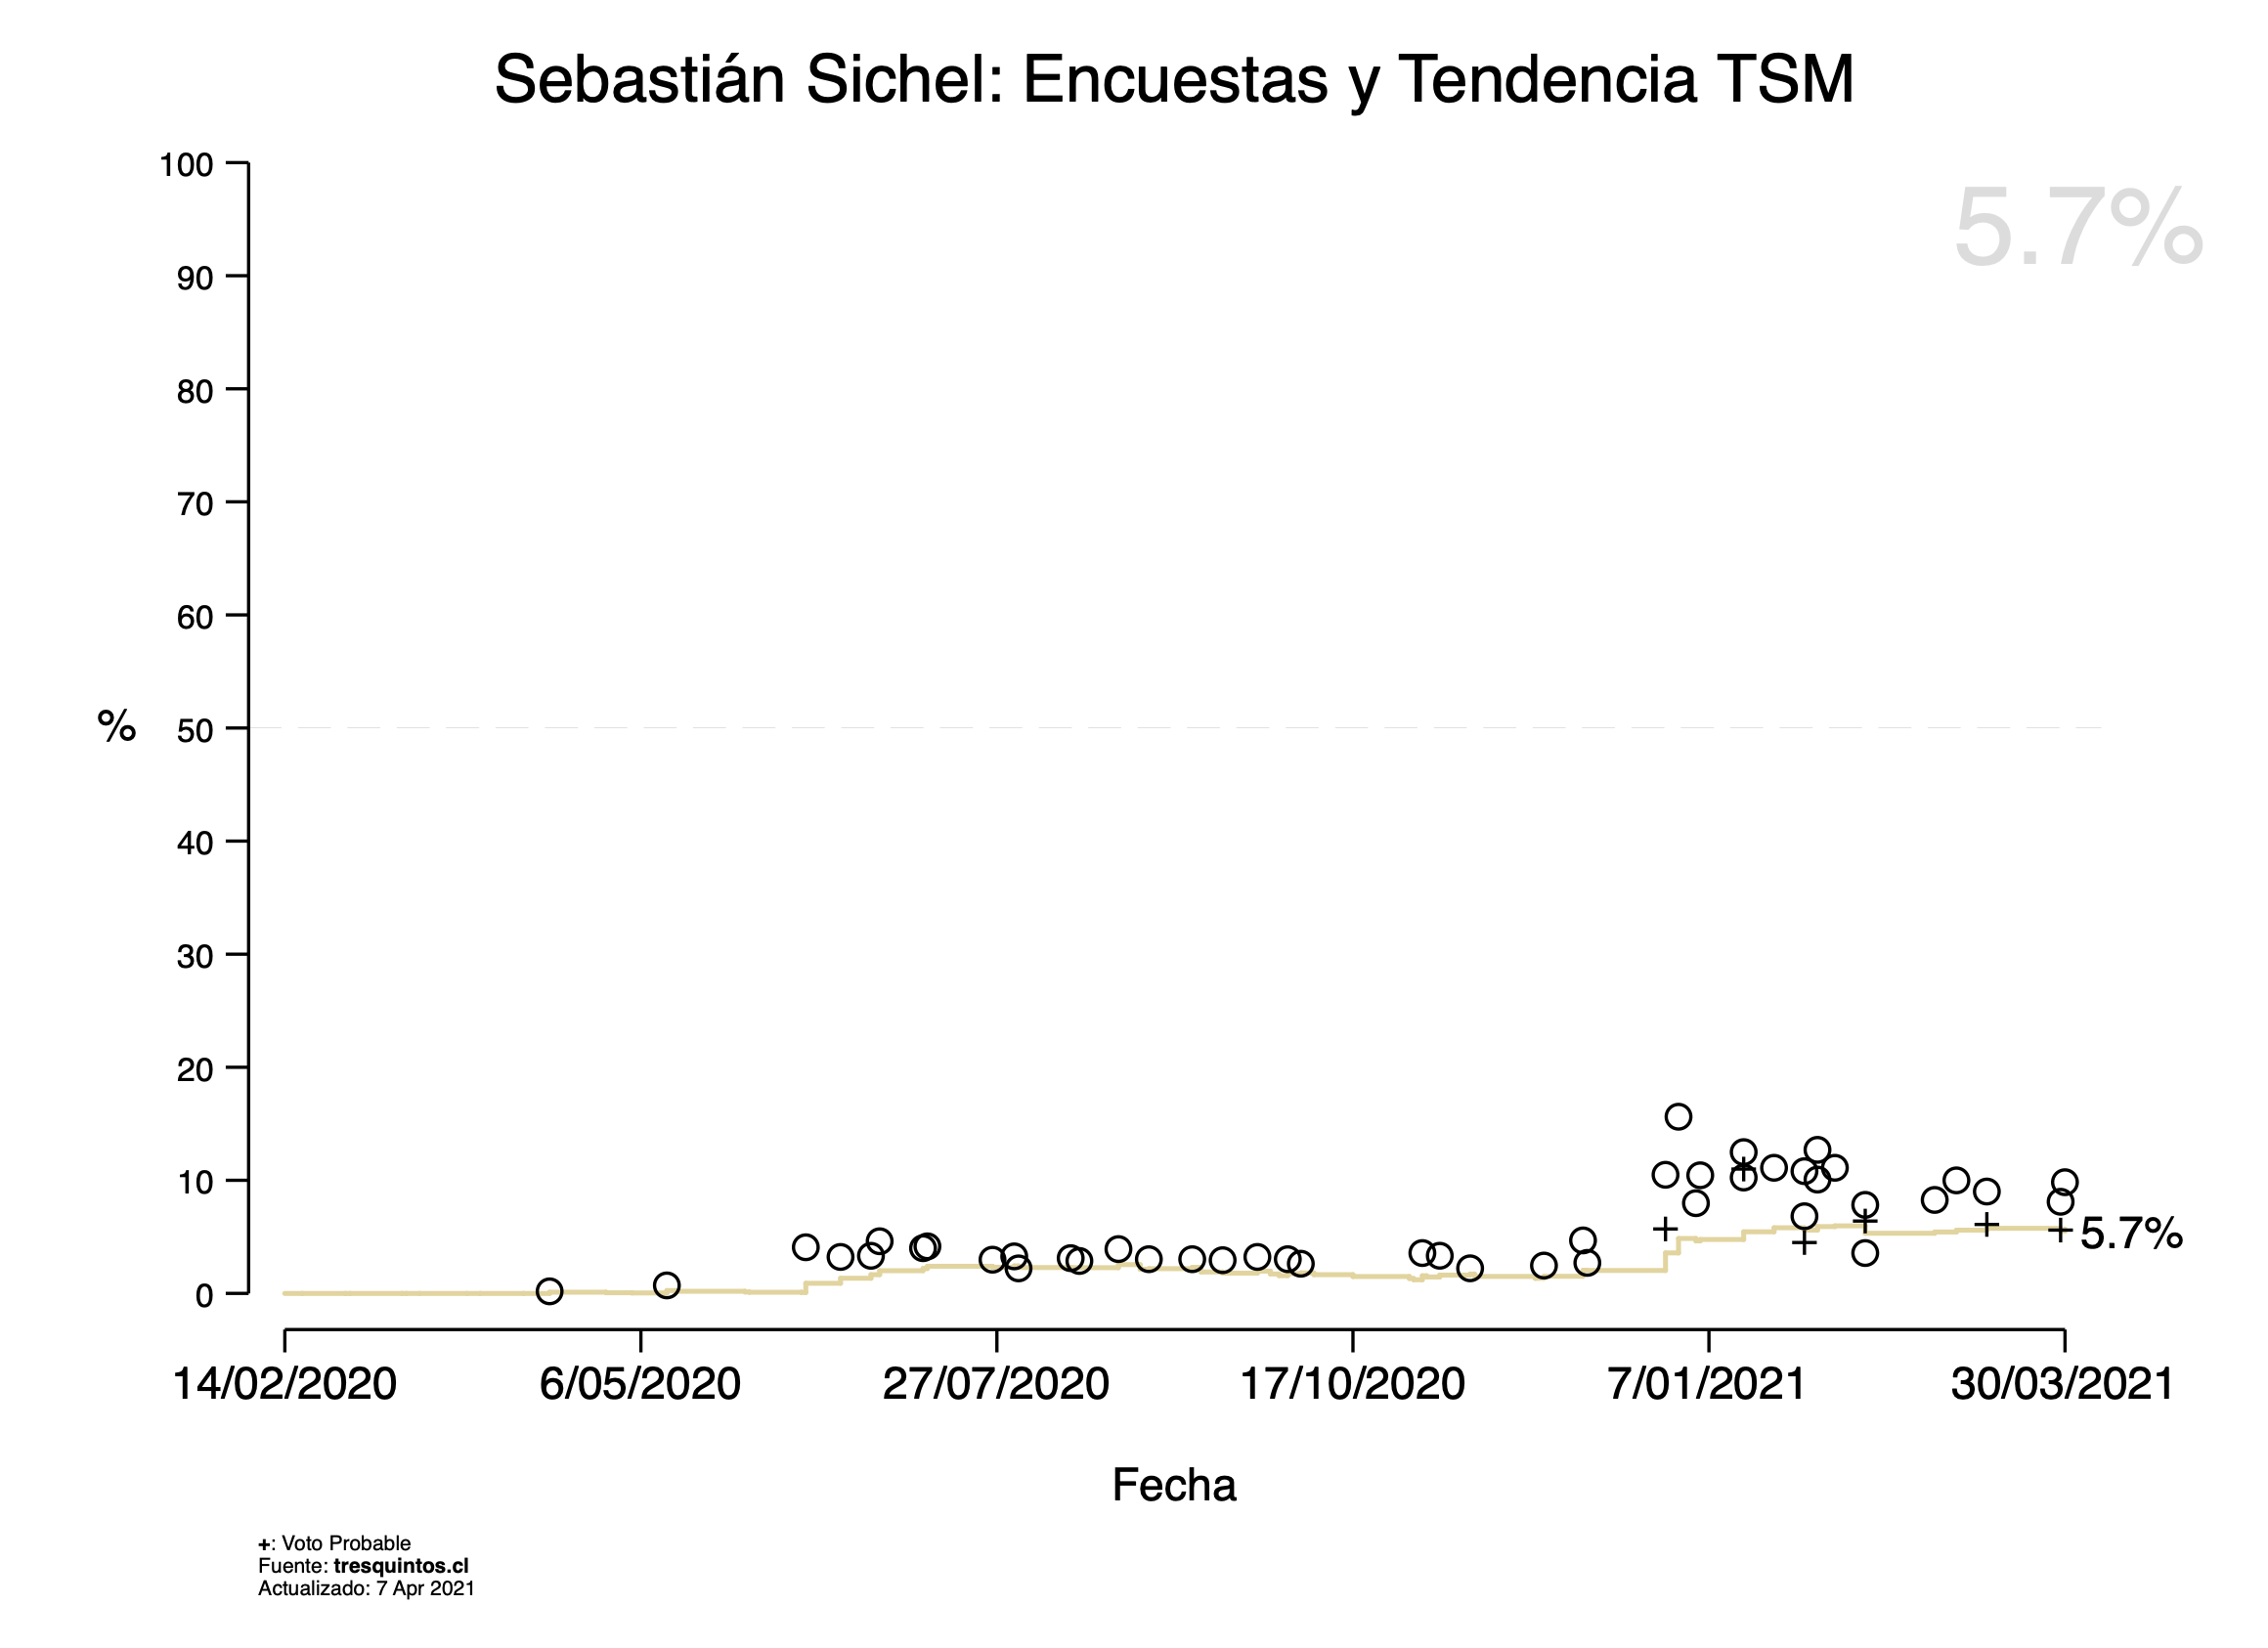 Sebastián Sichel: Encuestas y Tendencia TSM
5.7%
100
90
80
70
60
% 50
40
30
20
10
0
5.7%
14/02/2020 6/05/2020 27/07/2020 17/10/2020 7/01/2021 30/03/2021
Fecha
+: Voto Probable
Fuente: tresquintos.cl
Actualizado: 7 Apr 2021